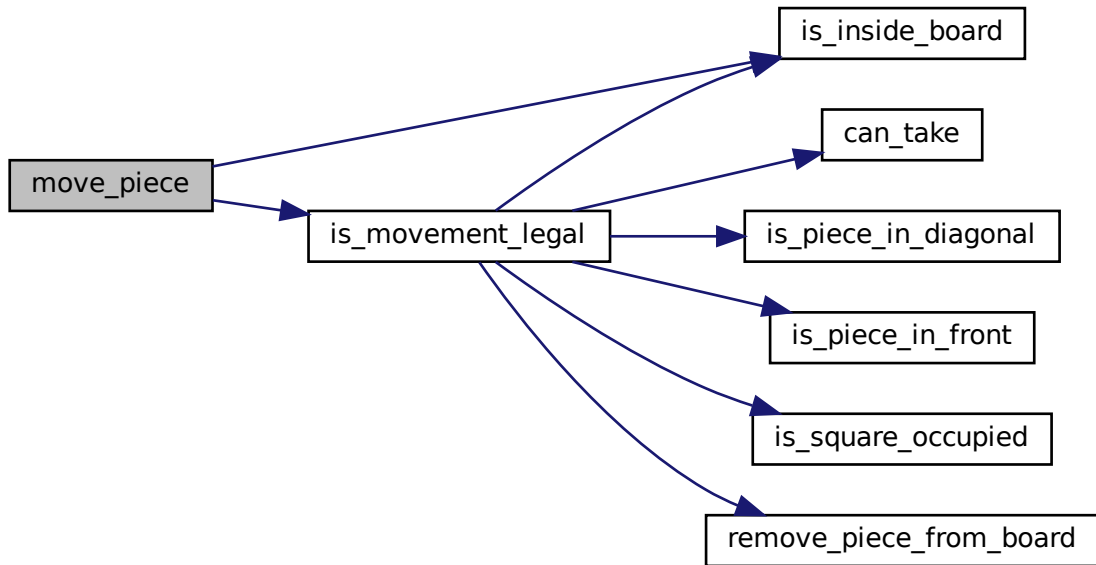 move_piece
is_movement_legal
is_inside_board
can_take
is_piece_in_diagonal
is_piece_in_front
is_square_occupied
remove_piece_from_board